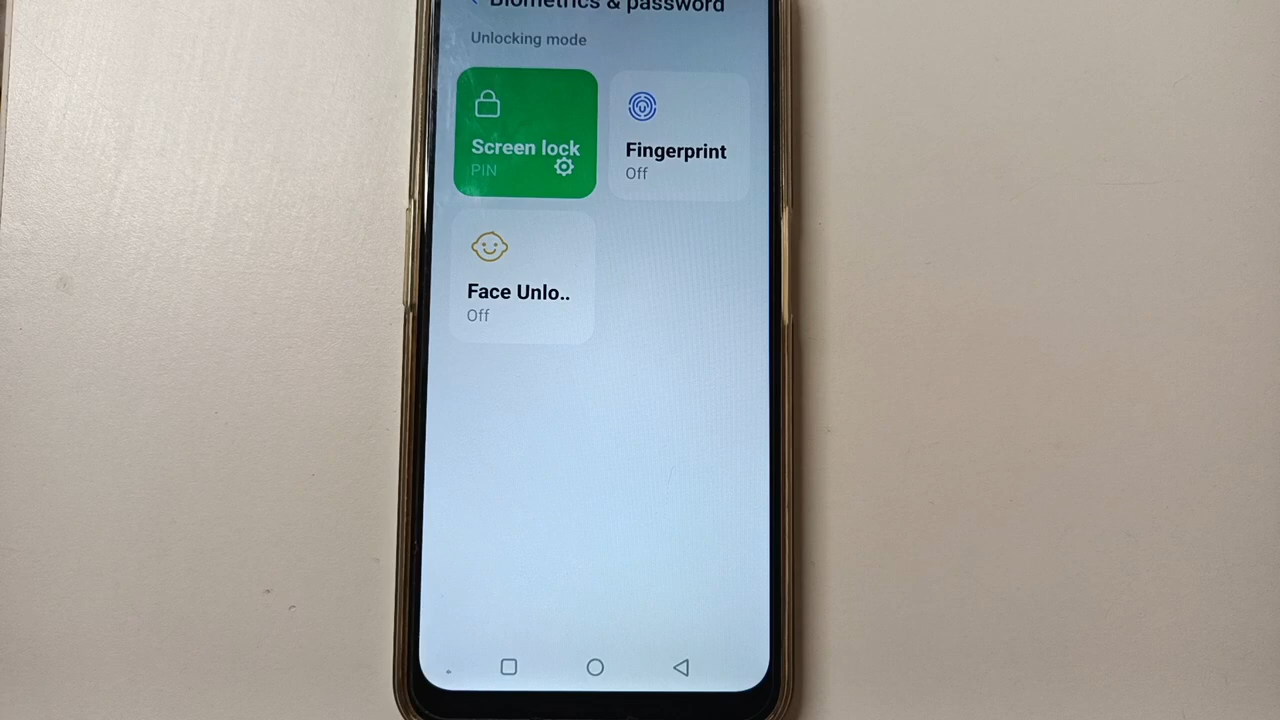 Biometrics & password
Unlocking mode
Screen lock
PIN
Fingerprint
Off
Face Unlo..
Off